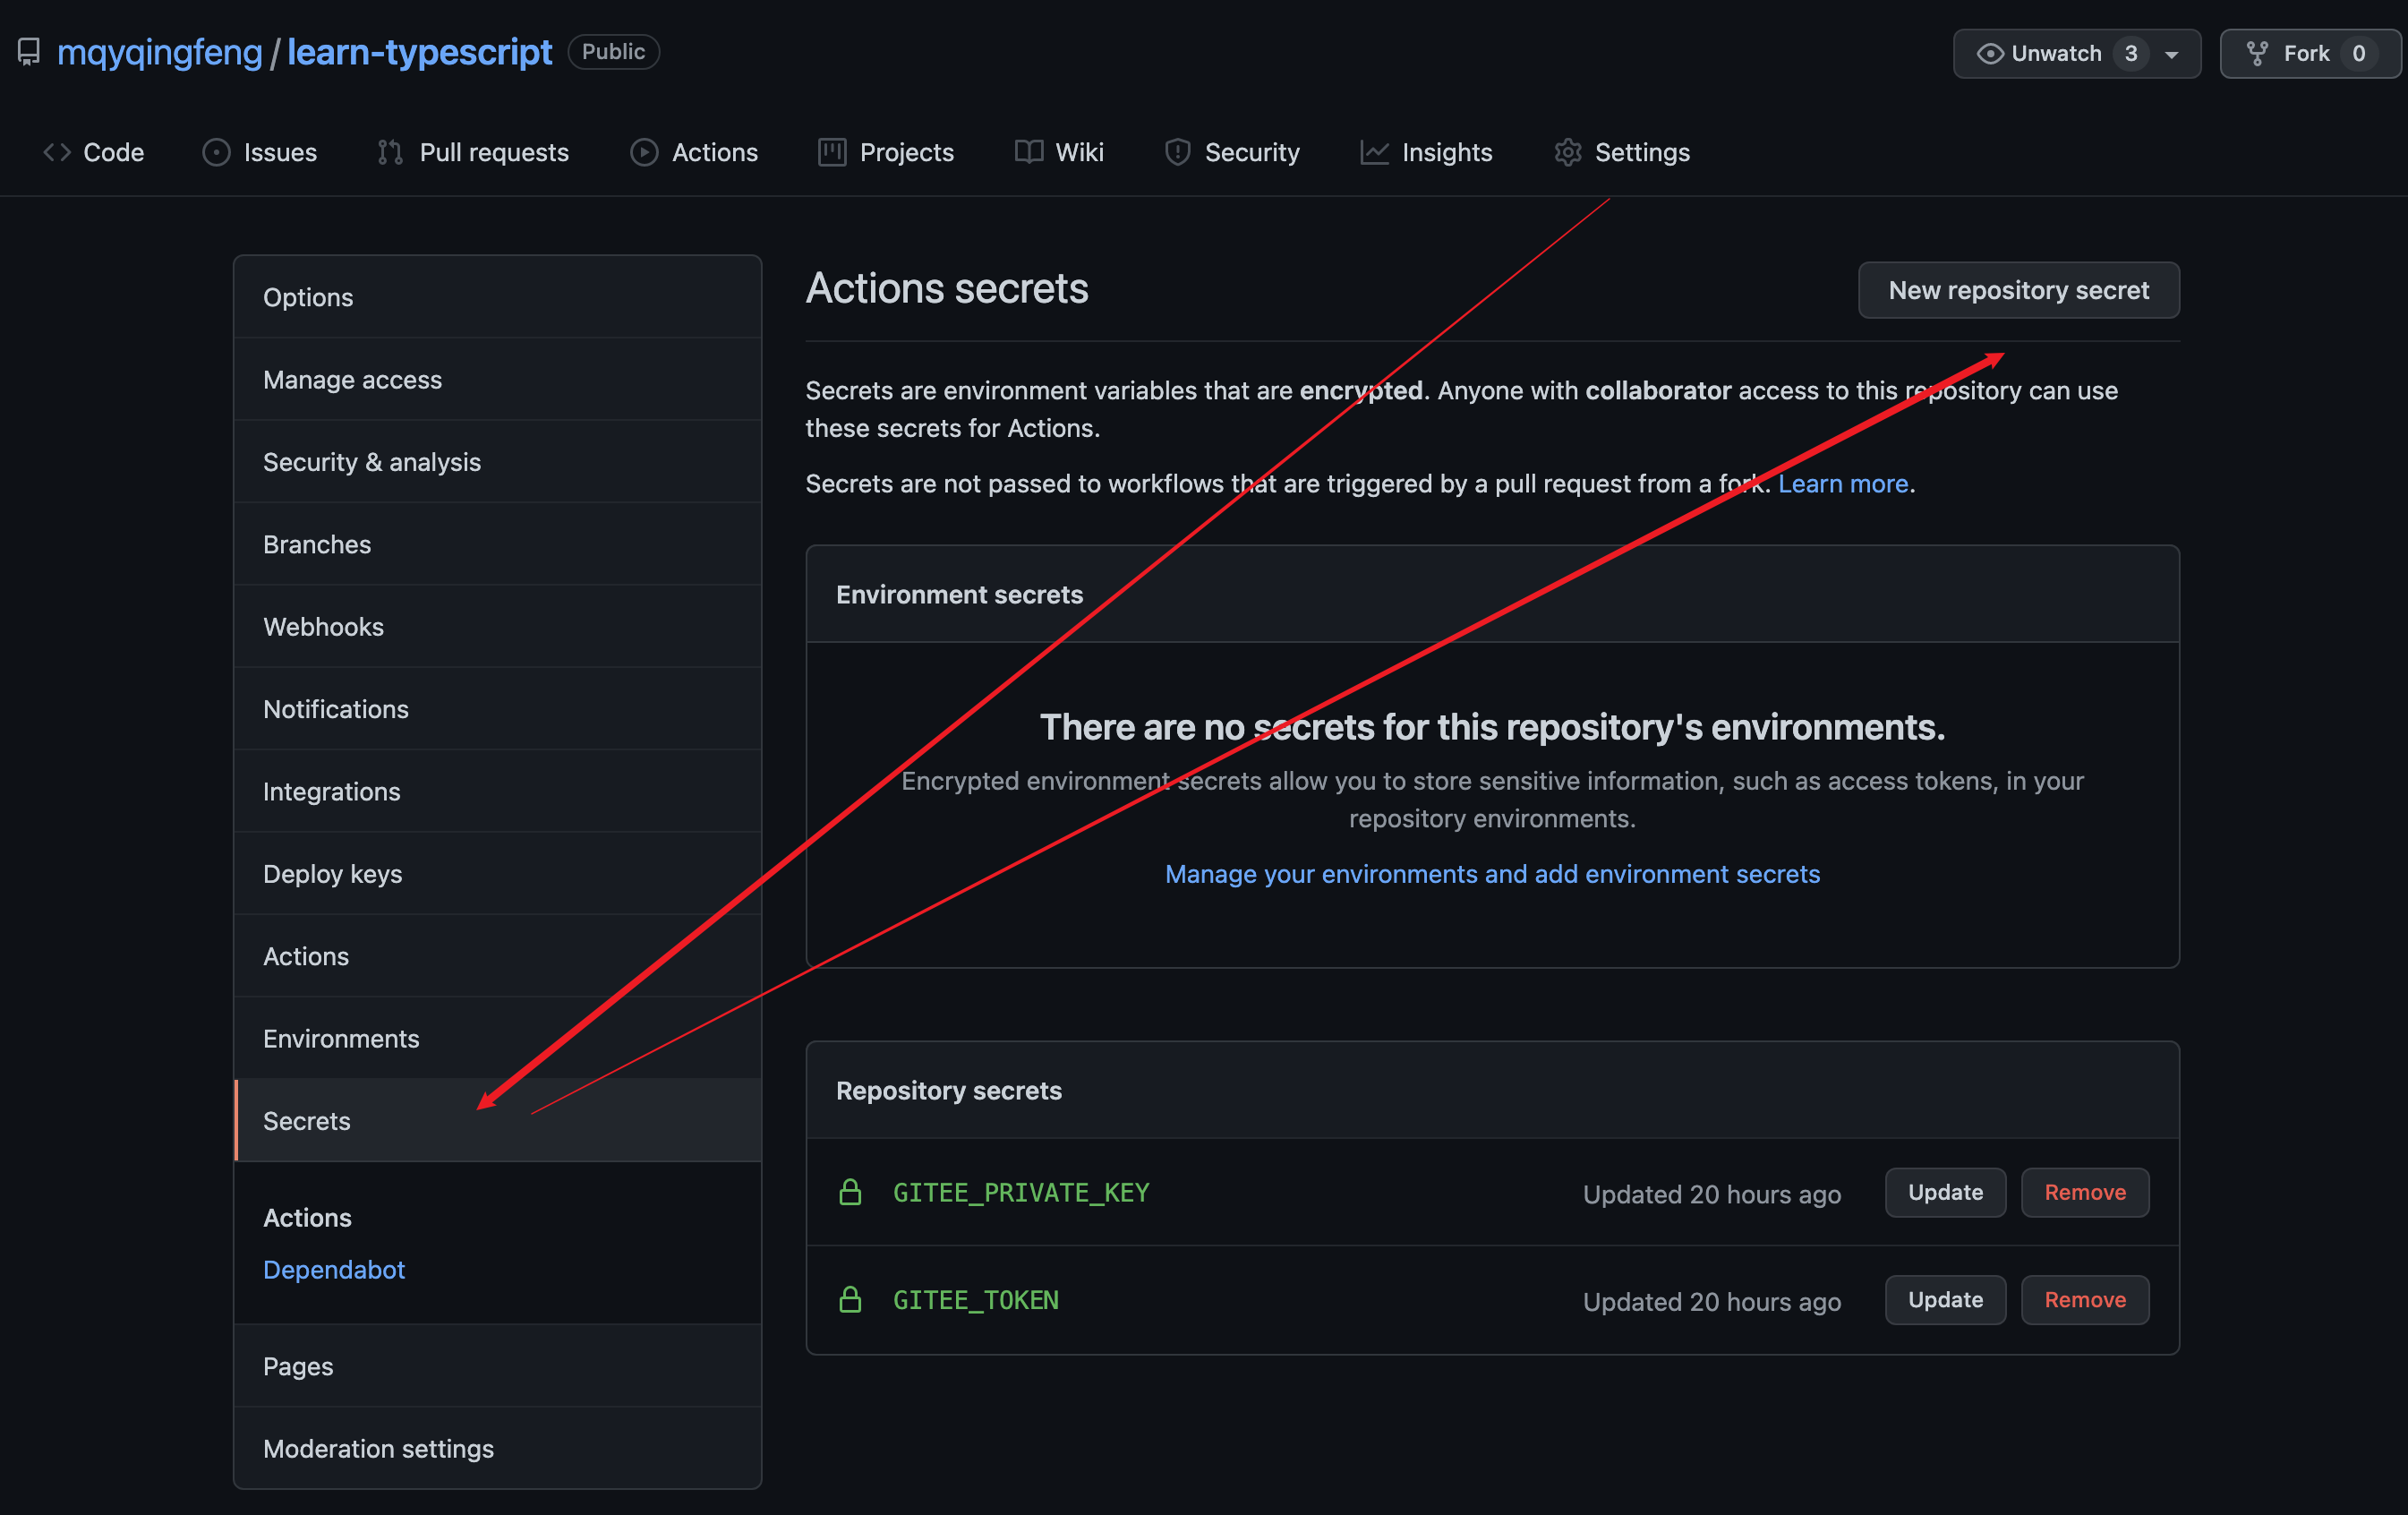 mqyqingfeng / learn-typescript Public Unwatch 3 Fork 0
Code Issues Pull requests Actions Projects Wiki Security Insights Settings
Options
Manage access
Security & analysis
Branches
Webhooks
Notifications
Integrations
Deploy keys
Actions
Environments
Secrets
Actions
Dependabot
Pages
Moderation settings
Actions secrets
New repository secret
Secrets are environment variables that are encrypted. Anyone with collaborator access to this repository can use
these secrets for Actions.
Secrets are not passed to workflows that are triggered by a pull request from a fork. Learn more.
Environment secrets
There are no secrets for this repository's environments.
Encrypted environment secrets allow you to store sensitive information, such as access tokens, in your
repository environments.
Manage your environments and add environment secrets
Repository secrets
GITEE_PRIVATE_KEY Updated 20 hours ago Update Remove
GITEE_TOKEN Updated 20 hours ago Update Remove